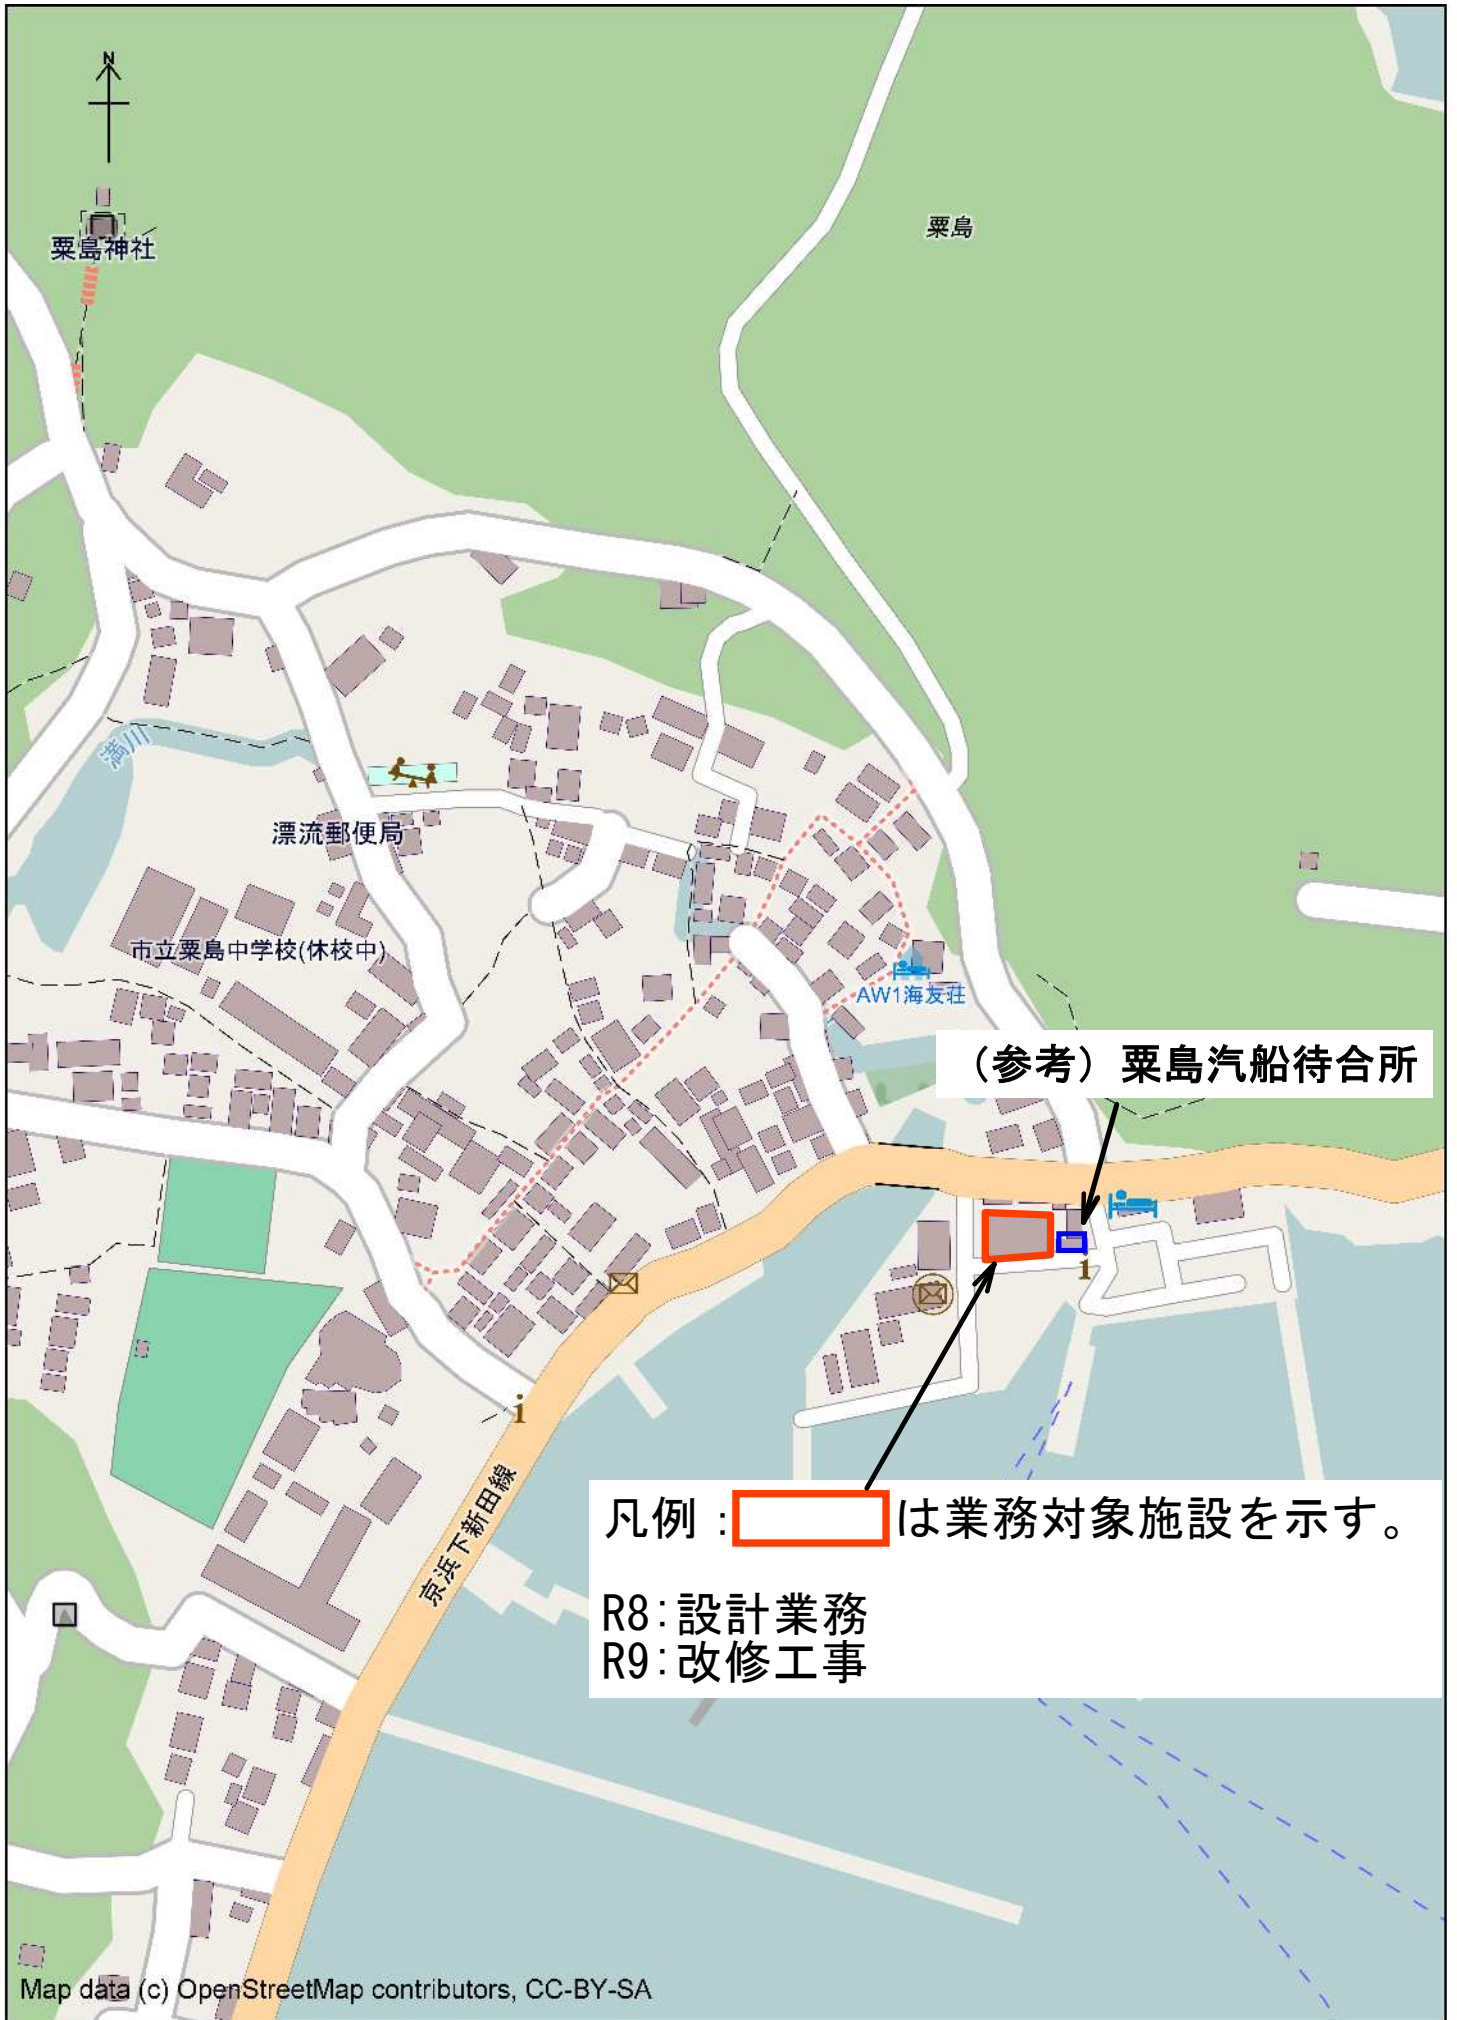 N
粟島神社
粟島
満川
漂流郵便局
市立粟島中学校(休校中)
AW1海友荘
（参考）粟島汽船待合所
i
i
京浜下新田線
凡例：は業務対象施設を示す。
R8：設計業務
R9：改修工事
Map data (c) OpenStreetMap contributors, CC-BY-SA